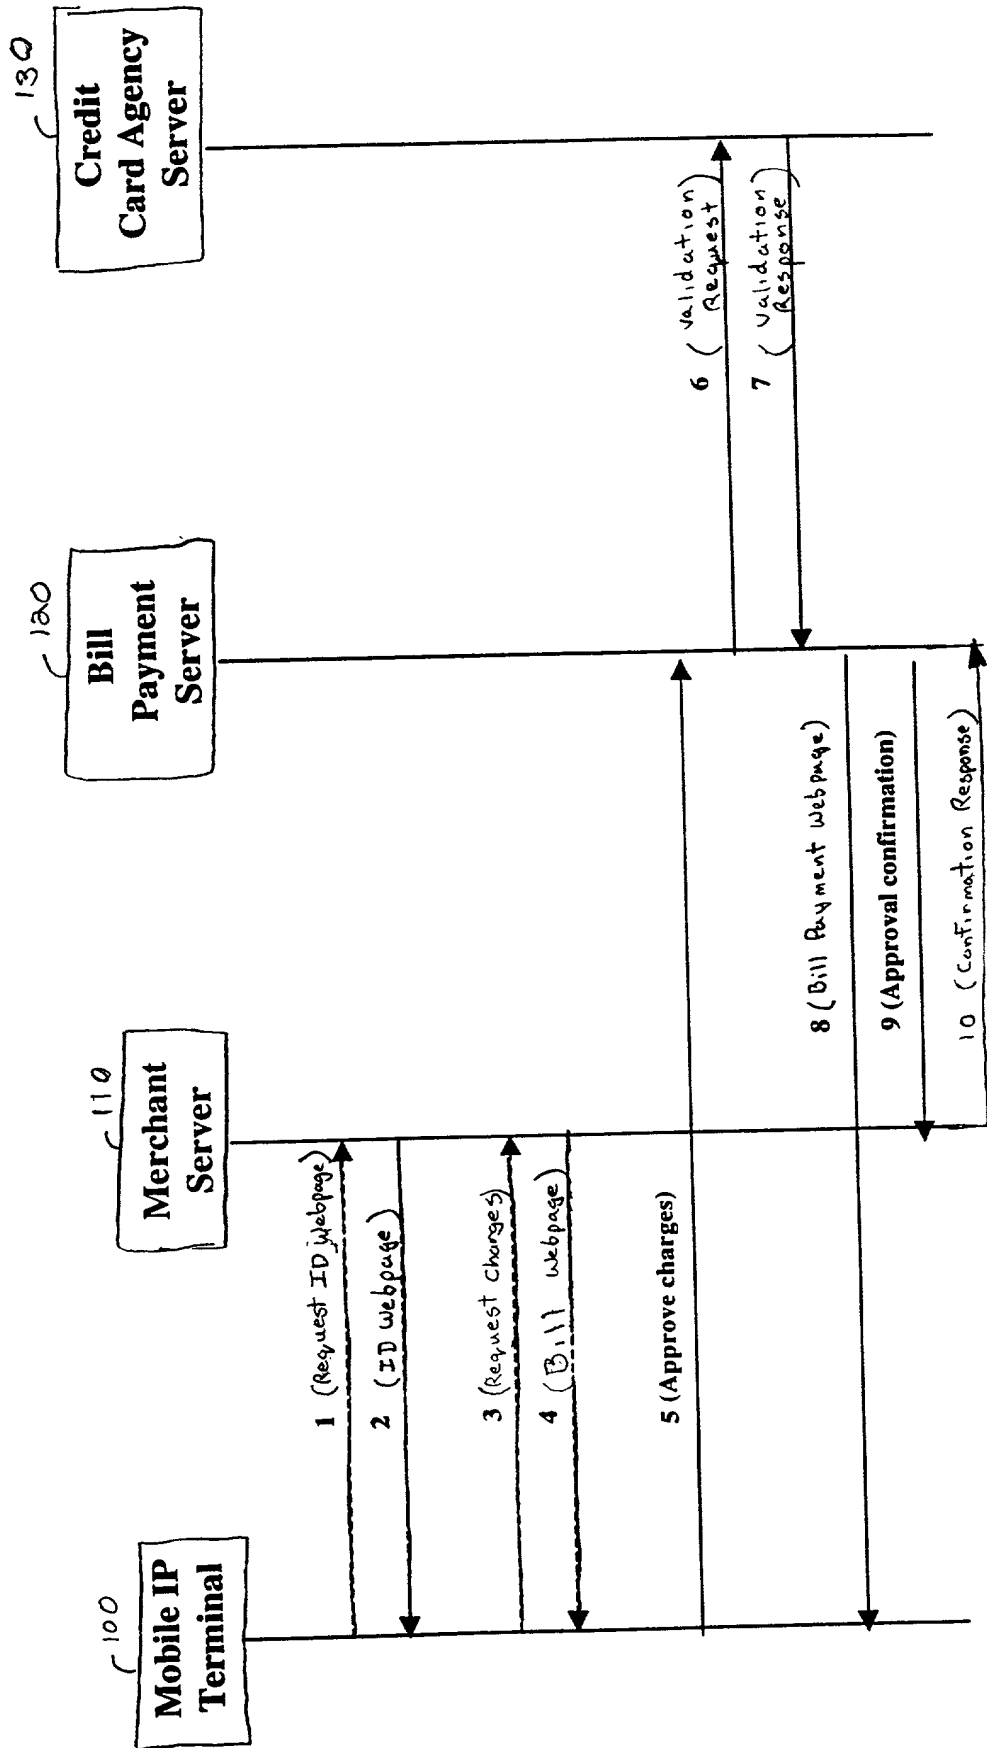 100
Mobile IP
Terminal
110
Merchant
Server
120
Bill
Payment
Server
130
Credit
Card Agency
Server
1 (Request ID Webpage)
2 (ID Webpage)
3 (Request Charges)
4 (Bill Webpage)
5 (Approve charges)
6 (Validation
Request)
7 (Validation
Response)
8 (Bill Payment Webpage)
9 (Approval confirmation)
10 (Confirmation Response)